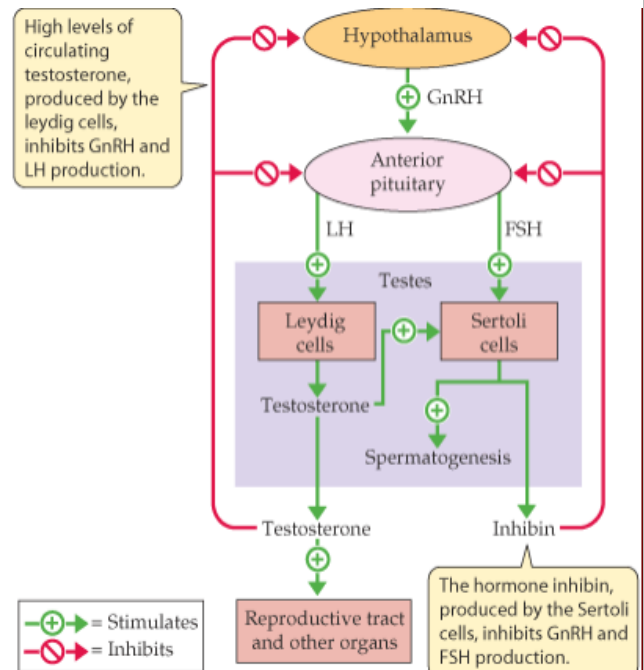 High levels of
circulating
testosterone,
produced by the
leydig cells,
inhibits GnRH and
LH production.
Hypothalamus
GnRH
Anterior
pituitary
LH
FSH
Testes
Leydig
cells
Sertoli
cells
Testosterone
Spermatogenesis
Testosterone
Inhibin
Reproductive tract
and other organs
The hormone inhibin,
produced by the Sertoli
cells, inhibits GnRH and
FSH production.
= Stimulates
= Inhibits